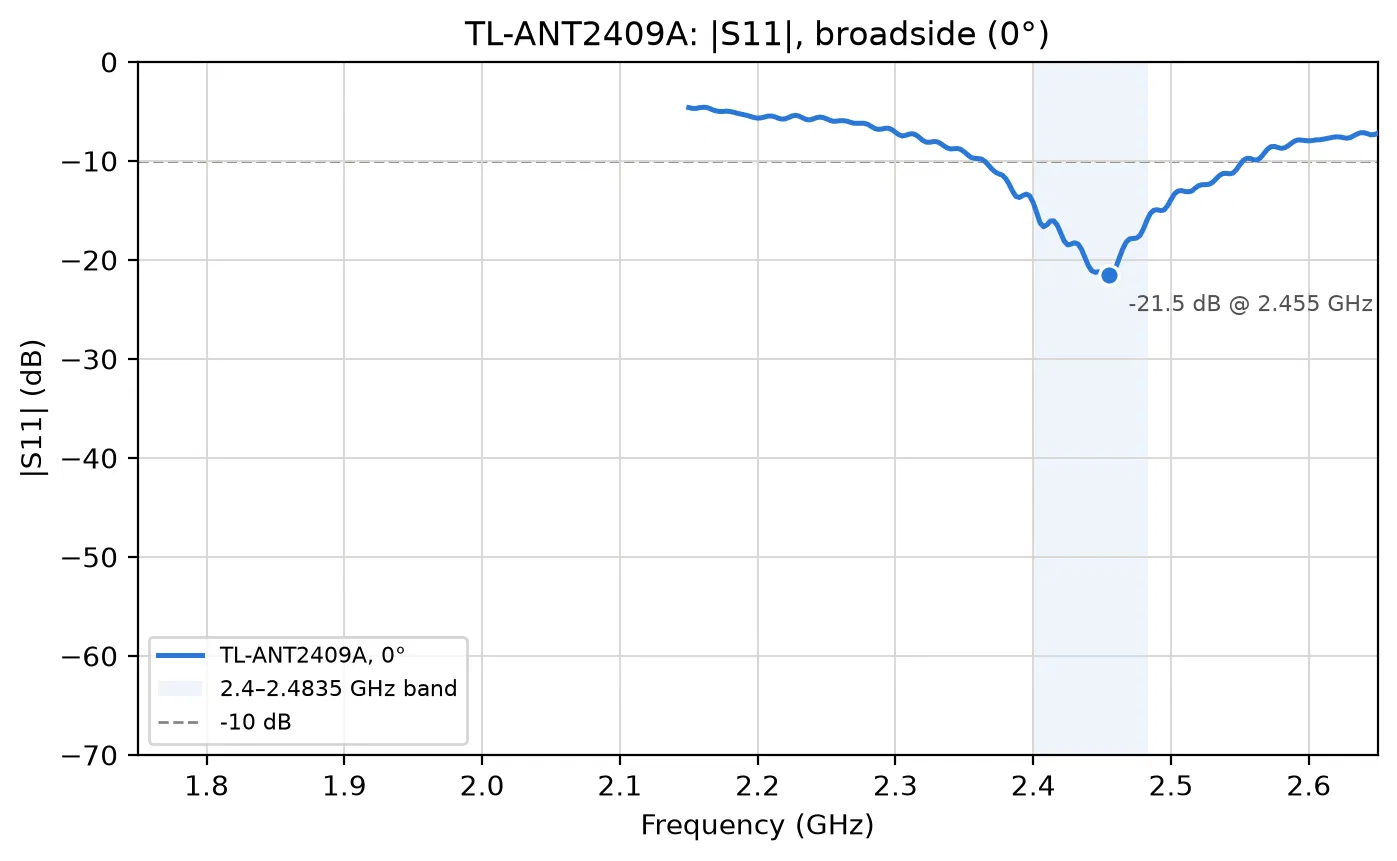 TL-ANT2409A: |S11|, broadside (0°)
|S11| (dB)
0
−10
−20
−30
−40
−50
−60
−70
-21.5 dB @ 2.455 GHz
TL-ANT2409A, 0°
2.4–2.4835 GHz band
-10 dB
1.8 1.9 2.0 2.1 2.2 2.3 2.4 2.5 2.6
Frequency (GHz)